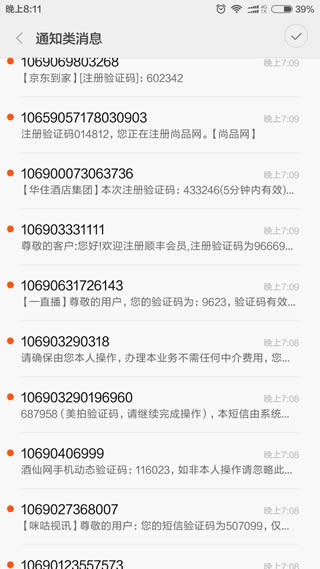 晚上8:11
39%
通知类消息
1069069803268 晚上7:09
【京东到家】[注册验证码]: 602342
10659057178030903 晚上7:09
注册验证码014812, 您正在注册尚品网。【尚品网】
106900073063736 晚上7:09
【华住酒店集团】本次注册验证码: 433246(5分钟内有效)...
106903331111 晚上7:09
尊敬的客户:您好!欢迎注册顺丰会员,注册验证码为96669...
10690631726143 晚上7:09
【一直播】尊敬的用户, 您的验证码为: 9623, 验证码有效...
106903290318 晚上7:08
请确保由您本人操作, 办理本业务不需任何中介费用, 您...
106903290196960 晚上7:08
687958 (美拍验证码, 请继续完成操作) , 本短信由系统...
10690406999 晚上7:08
酒仙网手机动态验证码: 116023, 如非本人操作请忽略此...
1069027368007 晚上7:08
【咪咕视讯】尊敬的用户: 您的短信验证码为507099, 仅...
10690123557573 晚上7:08